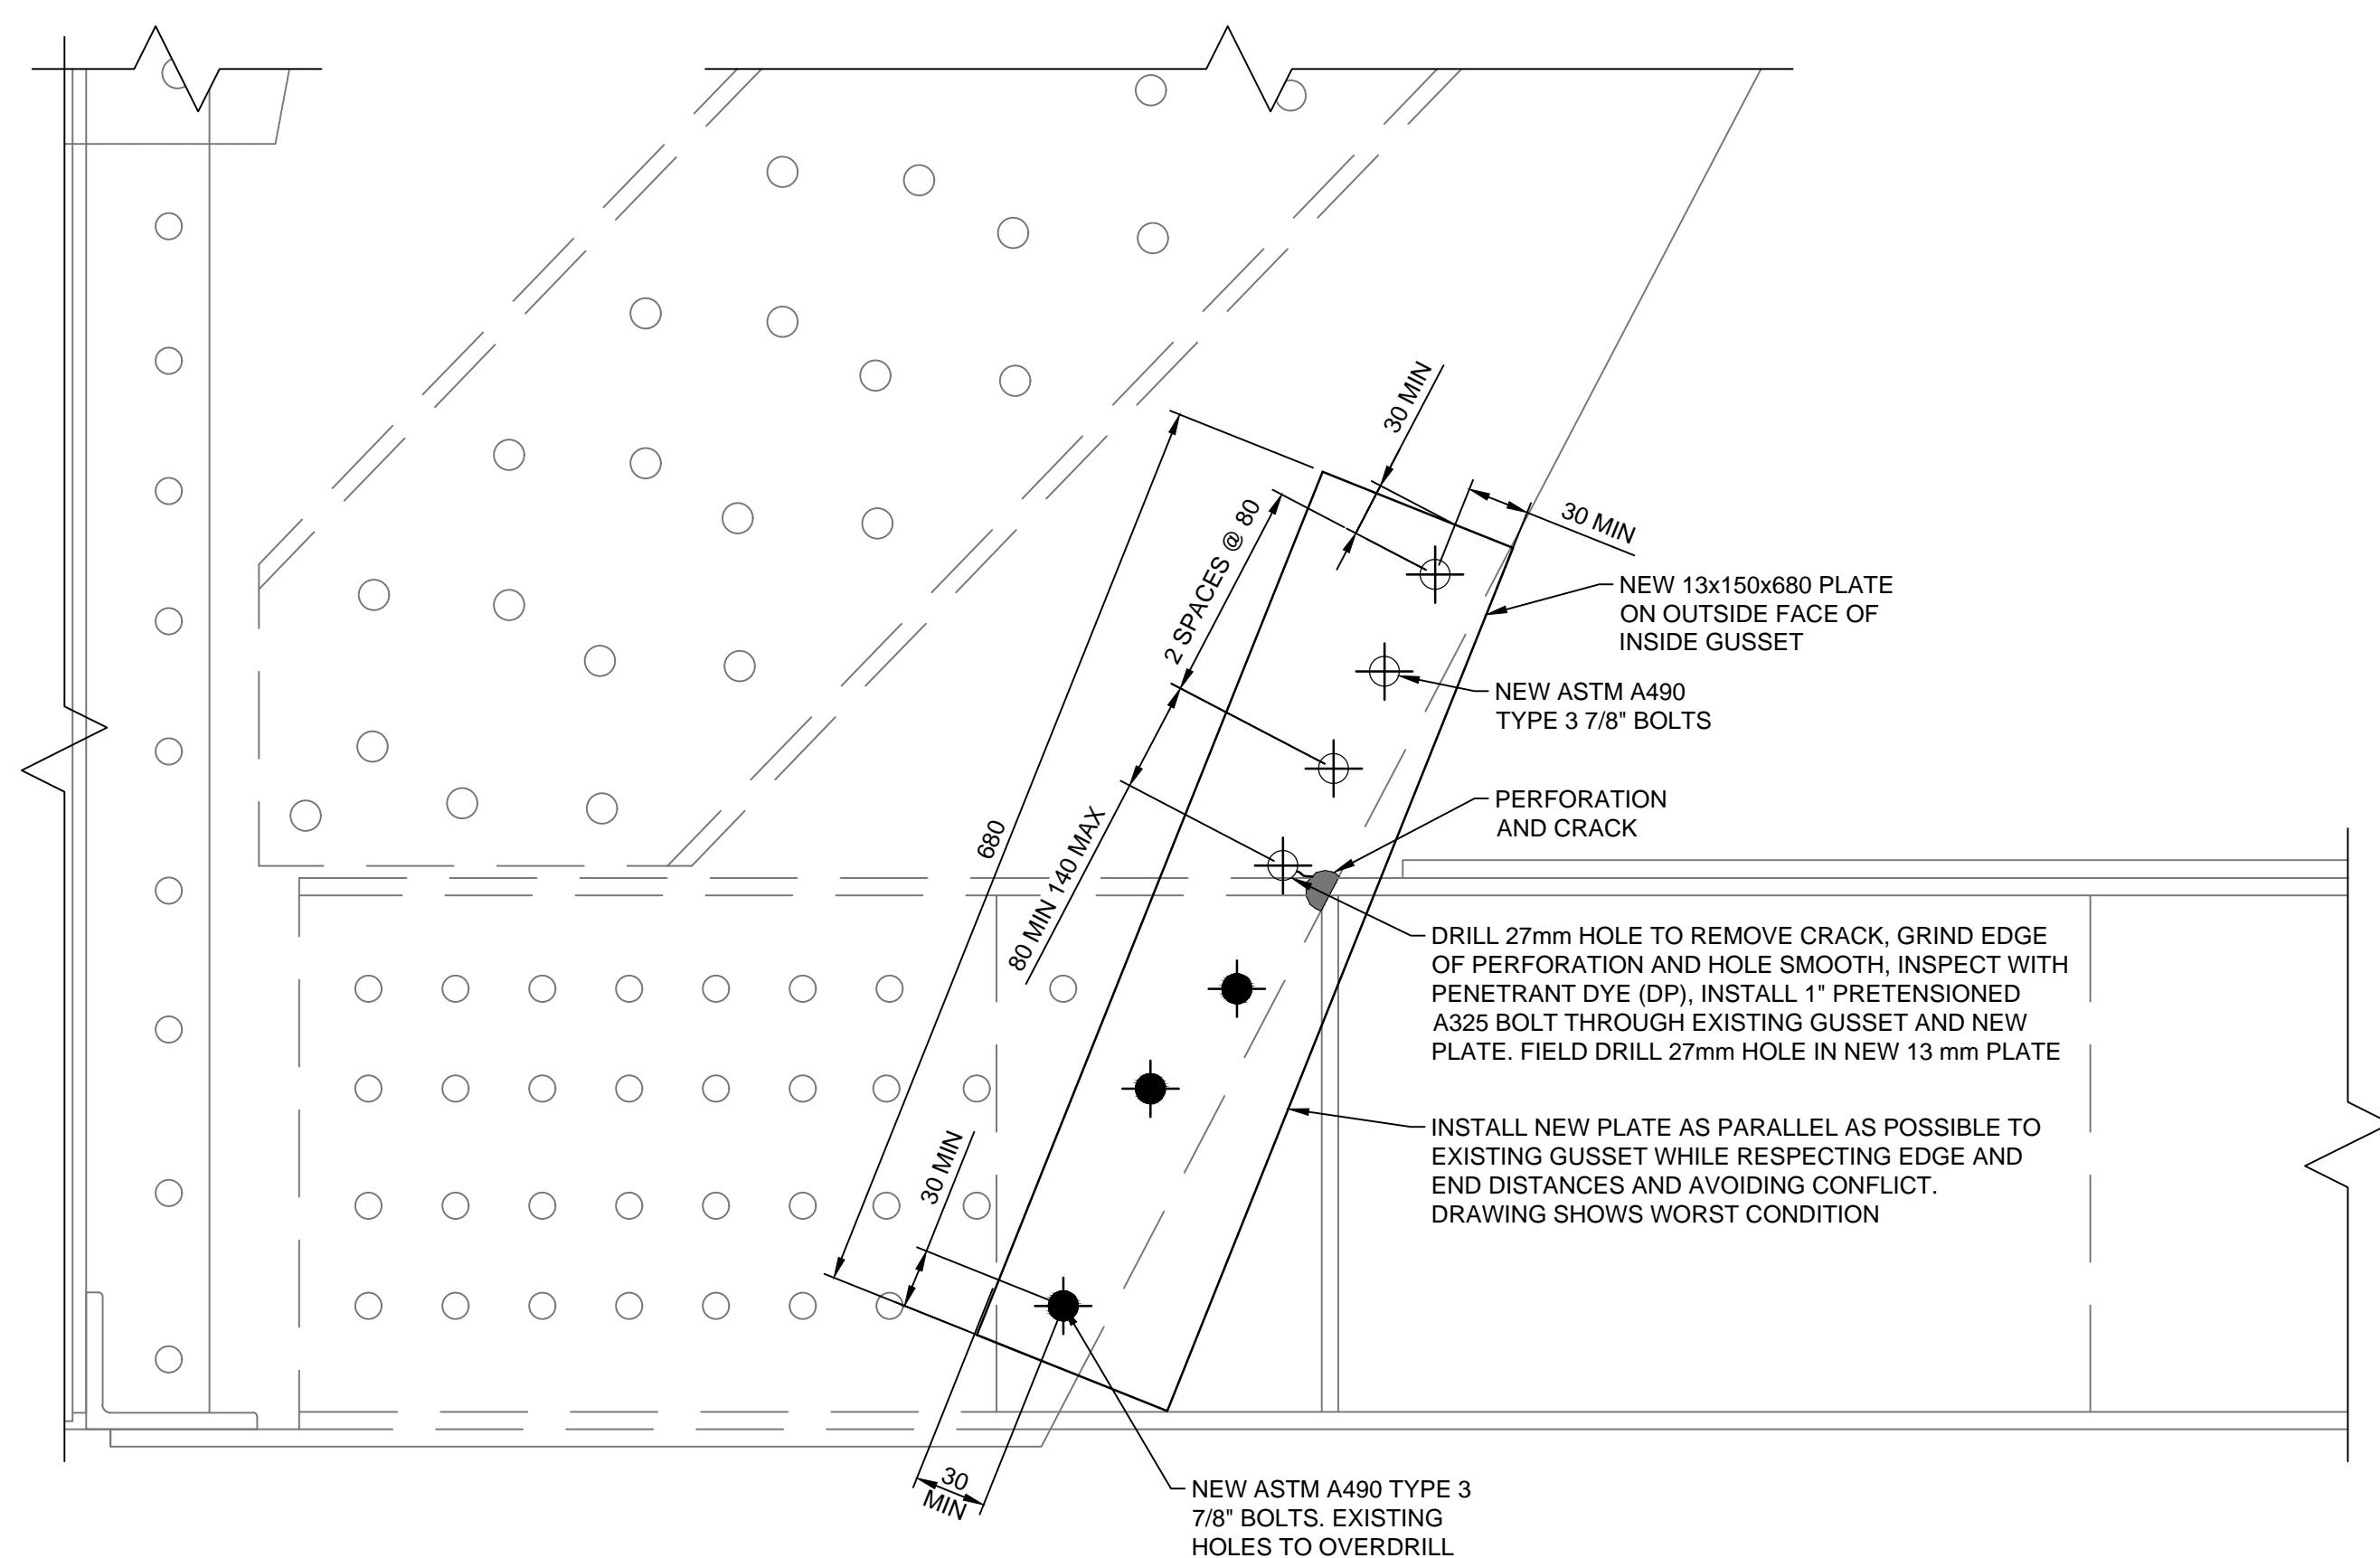 30 MIN
30 MIN
2 SPACES @ 80
NEW 13x150x680 PLATE
ON OUTSIDE FACE OF
INSIDE GUSSET
NEW ASTM A490
TYPE 3 7/8" BOLTS
PERFORATION
AND CRACK
680
80 MIN 140 MAX
DRILL 27mm HOLE TO REMOVE CRACK, GRIND EDGE
OF PERFORATION AND HOLE SMOOTH, INSPECT WITH
PENETRANT DYE (DP), INSTALL 1" PRETENSIONED
A325 BOLT THROUGH EXISTING GUSSET AND NEW
PLATE. FIELD DRILL 27mm HOLE IN NEW 13 mm PLATE
INSTALL NEW PLATE AS PARALLEL AS POSSIBLE TO
EXISTING GUSSET WHILE RESPECTING EDGE AND
END DISTANCES AND AVOIDING CONFLICT.
DRAWING SHOWS WORST CONDITION
30 MIN
30
MIN
NEW ASTM A490 TYPE 3
7/8" BOLTS. EXISTING
HOLES TO OVERDRILL